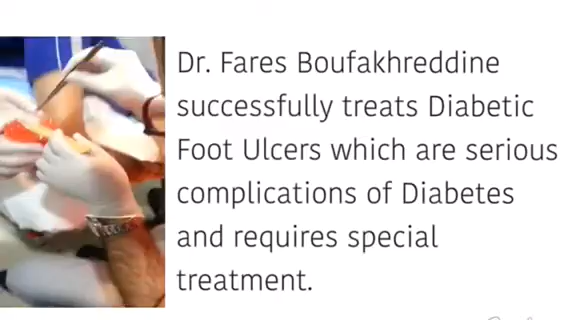 Dr. Fares Boufakhreddine
successfully treats Diabetic
Foot Ulcers which are serious
complications of Diabetes
and requires special
treatment.